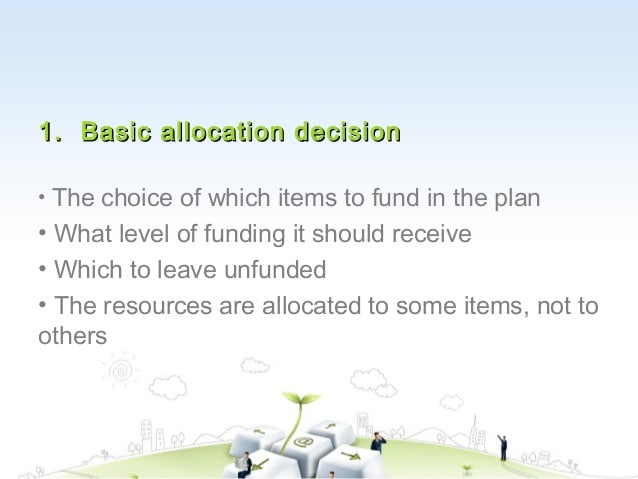 1. Basic allocation decision
• The choice of which items to fund in the plan
• What level of funding it should receive
• Which to leave unfunded
• The resources are allocated to some items, not to
others
@